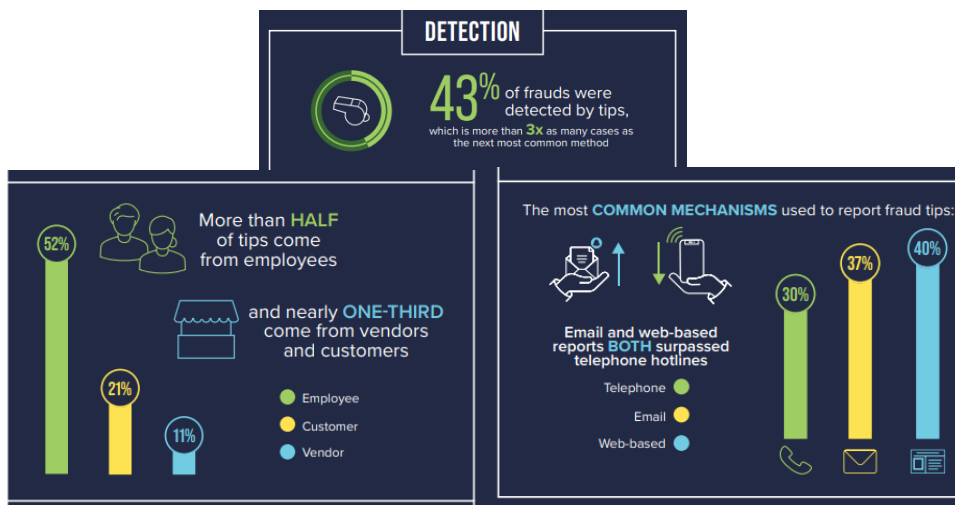 DETECTION
43% of frauds were
detected by tips,
which is more than 3x as many cases as
the next most common method
52%
More than HALF
of tips come
from employees
and nearly ONE-THIRD
come from vendors
and customers
21%
11%
Employee
Customer
Vendor
The most COMMON MECHANISMS used to report fraud tips:
30%
37%
40%
Email and web-based
reports BOTH surpassed
telephone hotlines
Telephone
Email
Web-based